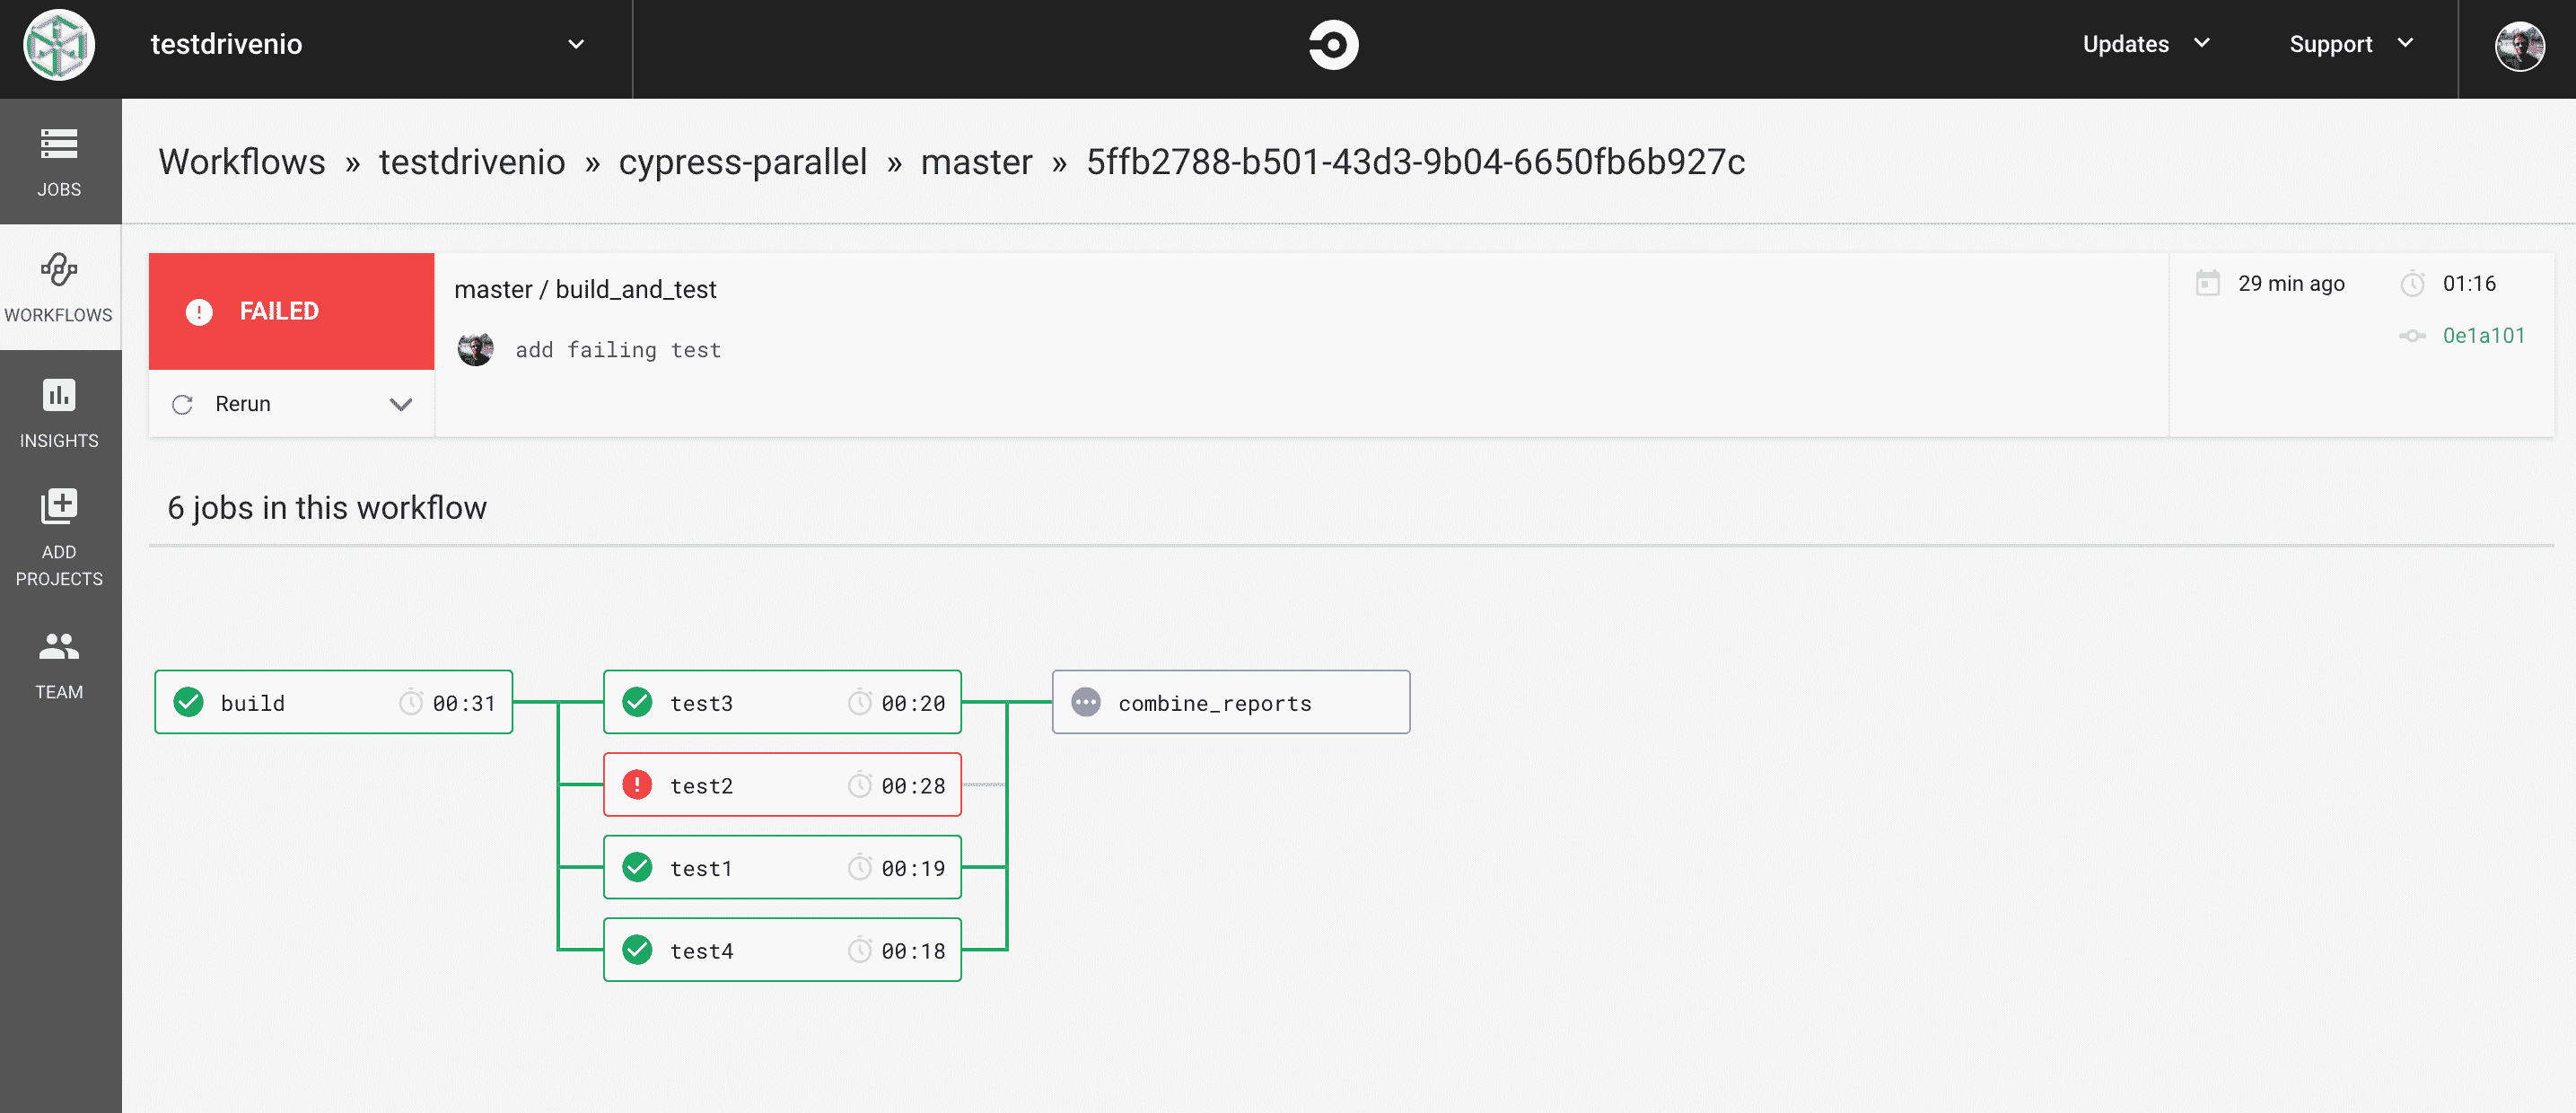 testdrivenio
Updates
Support
JOBS
WORKFLOWS
INSIGHTS
ADD
PROJECTS
TEAM
Workflows » testdrivenio » cypress-parallel » master » 5ffb2788-b501-43d3-9b04-6650fb6b927c
FAILED
Rerun
master / build_and_test
add failing test
29 min ago
01:16
0e1a101
6 jobs in this workflow
build 00:31
test3 00:20
combine_reports
test2 00:28
test1 00:19
test4 00:18